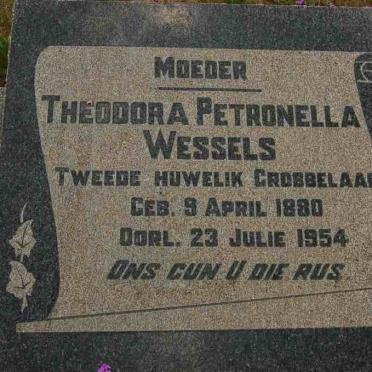 MOEDER
THEODORA PETRONELLA
WESSELS
TWEEDE HUWELIK GROBBELAAR
GEB. 9 APRIL 1880
OORL. 23 JULIE 1954
ONS GUN U DIE RUS